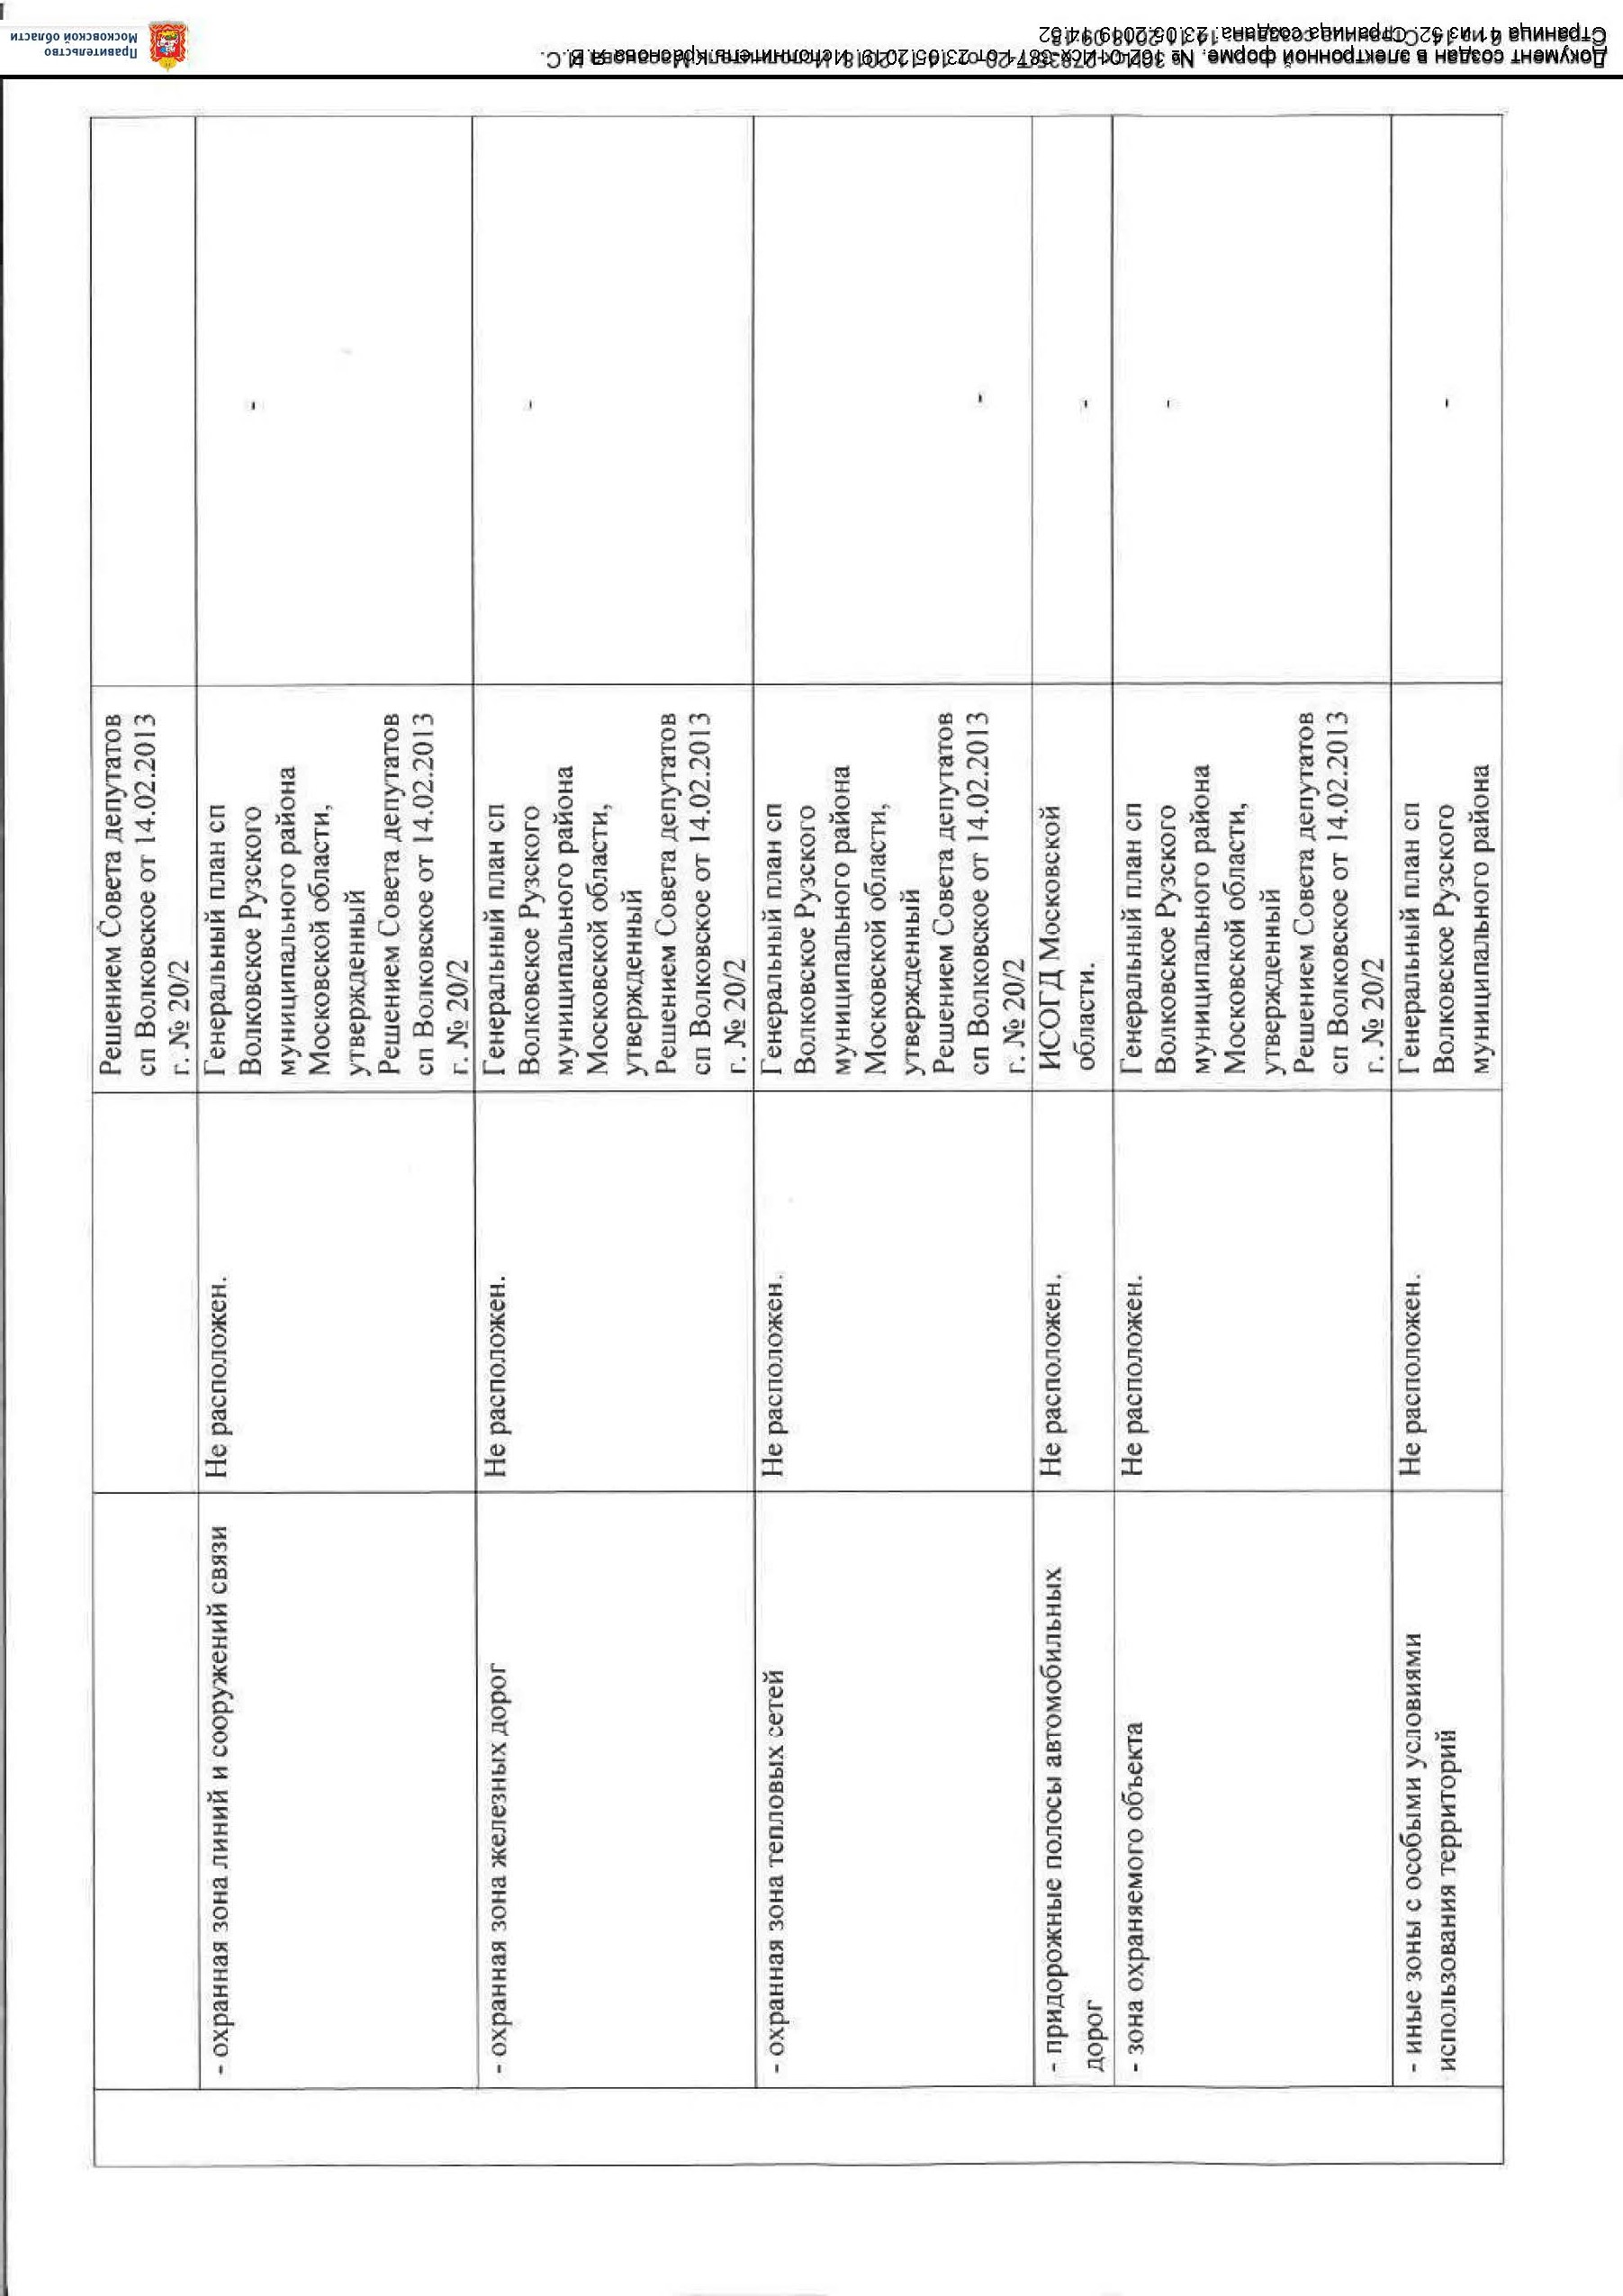 Решением Совета депутатов
сп Волковское от 14.02.2013
г. № 20/2
- охранная зона линий и сооружений связи
Не расположен.
Генеральный план сп
Волковское Рузского
муниципального района
Московской области,
утвержденный
Решением Совета депутатов
сп Волковское от 14.02.2013
г. № 20/2
-
- охранная зона железных дорог
Не расположен.
Генеральный план сп
Волковское Рузского
муниципального района
Московской области,
утвержденный
Решением Совета депутатов
сп Волковское от 14.02.2013
г. № 20/2
-
- охранная зона тепловых сетей
Не расположен.
Генеральный план сп
Волковское Рузского
муниципального района
Московской области,
утвержденный
Решением Совета депутатов
сп Волковское от 14.02.2013
г. № 20/2
-
- придорожные полосы автомобильных
дорог
Не расположен.
ИСОГД Московской
области.
-
- зона охраняемого объекта
Не расположен.
Генеральный план сп
Волковское Рузского
муниципального района
Московской области,
утвержденный
Решением Совета депутатов
сп Волковское от 14.02.2013
г. № 20/2
-
- иные зоны с особыми условиями
использования территорий
Не расположен.
Генеральный план сп
Волковское Рузского
муниципального района
-
Документ создан в электронной форме. №
Страница
Правительство
Московской области